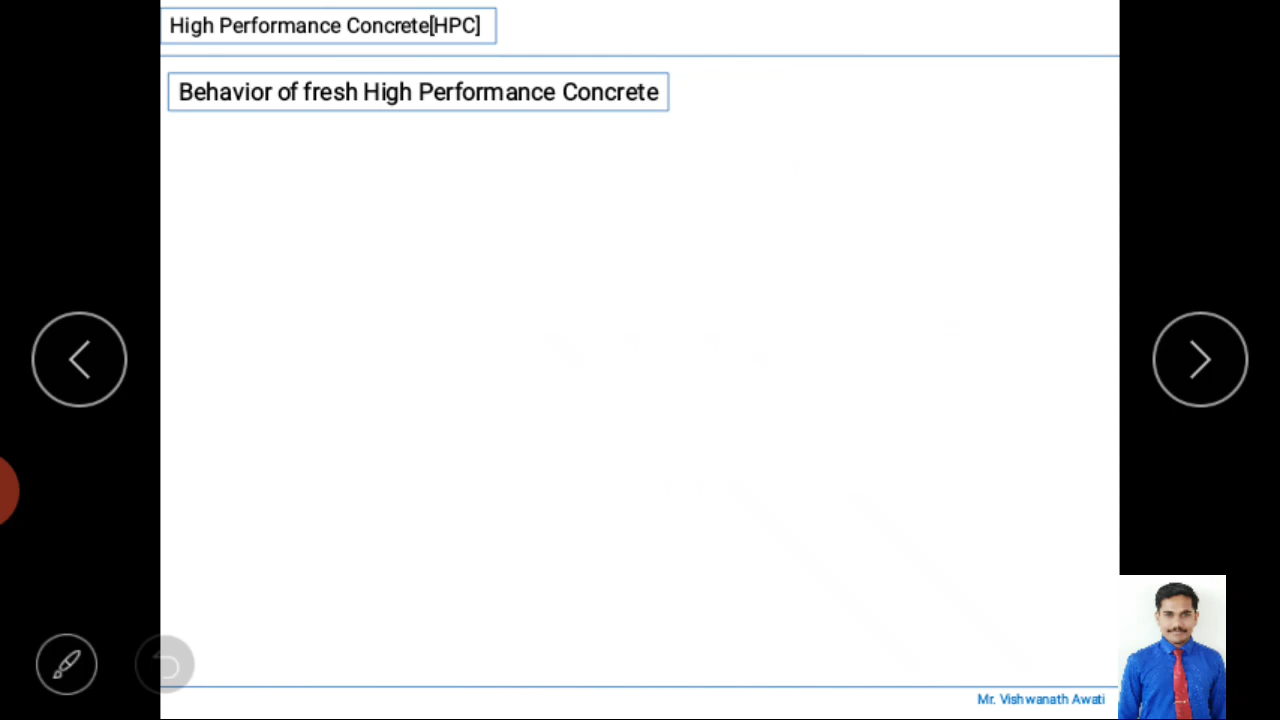 High Performance Concrete[HPC]
Behavior of fresh High Performance Concrete
Mr. Vishwanath Awati